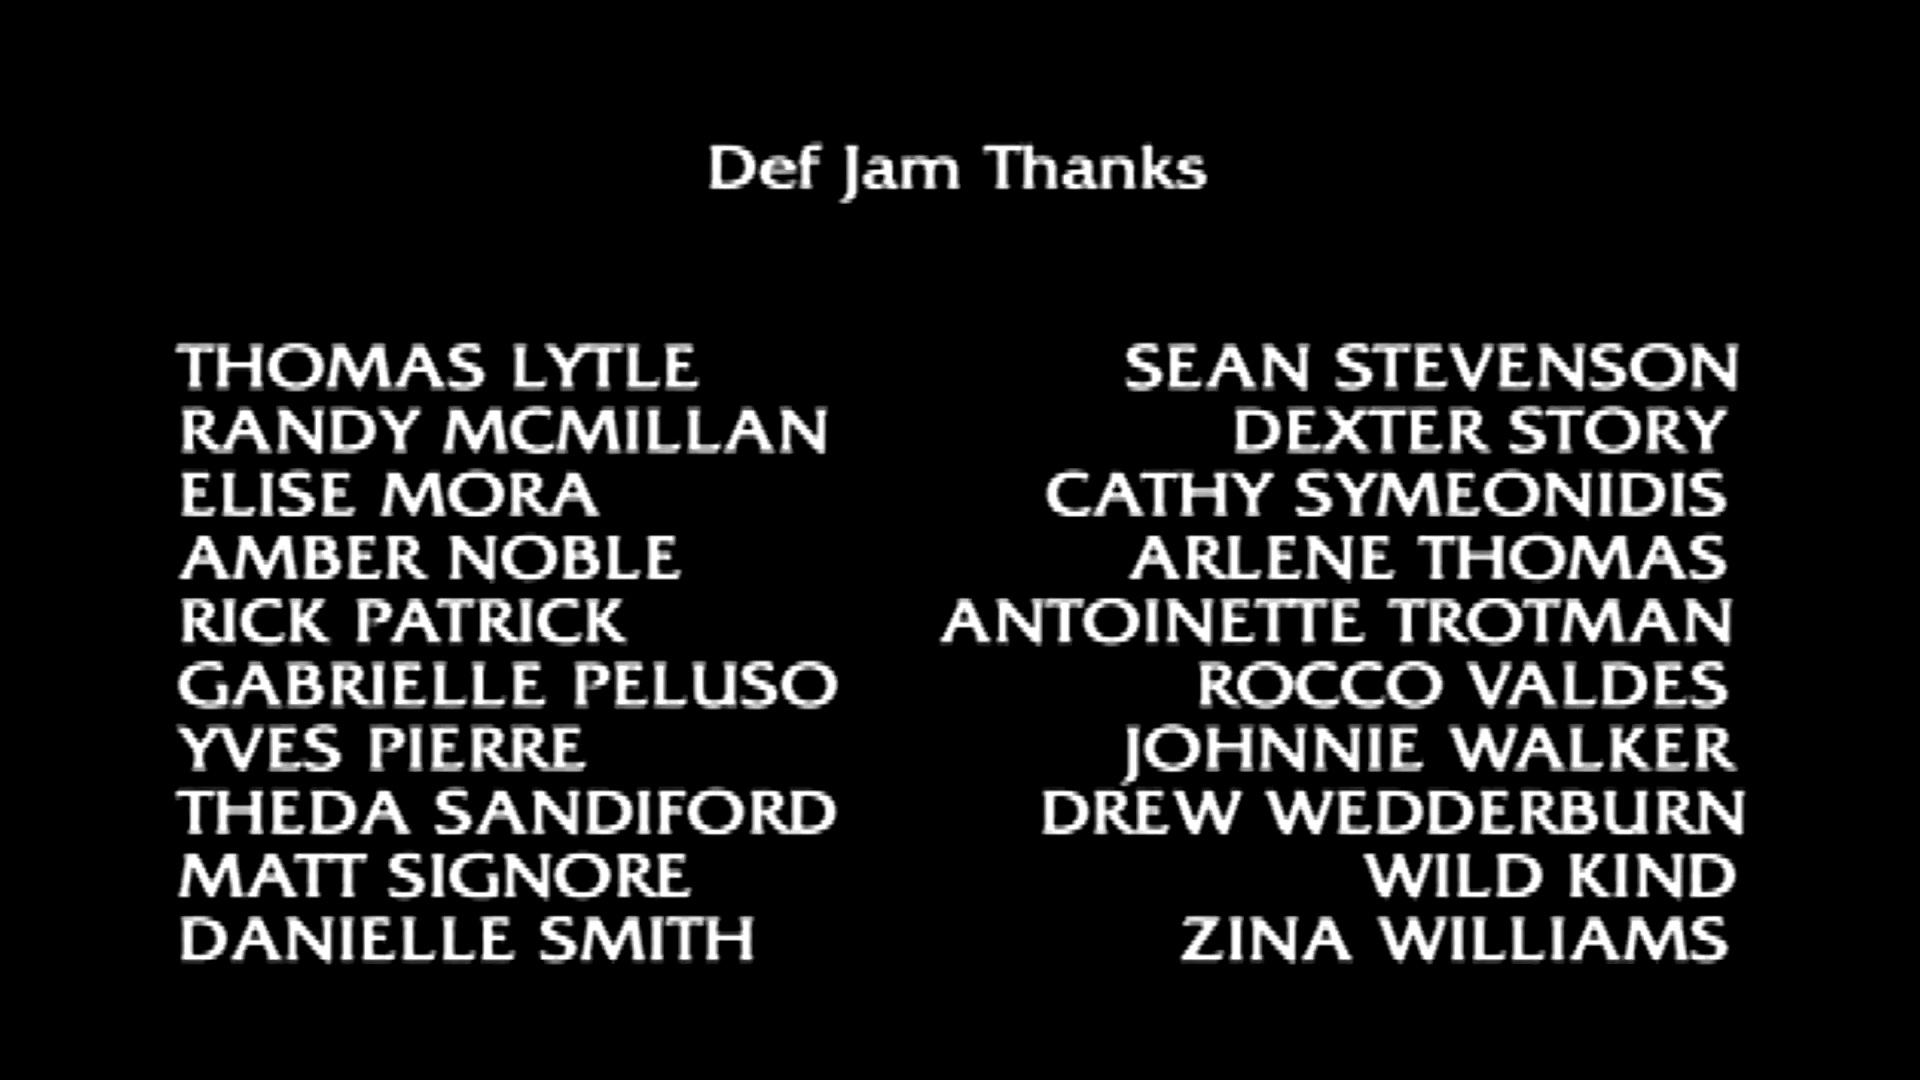 Def Jam Thanks
THOMAS LYTLE
RANDY MCMILLAN
ELISE MORA
AMBER NOBLE
RICK PATRICK
GABRIELLE PELUSO
YVES PIERRE
THEDA SANDIFORD
MATT SIGNORE
DANIELLE SMITH
SEAN STEVENSON
DEXTER STORY
CATHY SYMEONIDIS
ARLENE THOMAS
ANTOINETTE TROTMAN
ROCCO VALDES
JOHNNIE WALKER
DREW WEDDERBURN
WILD KIND
ZINA WILLIAMS